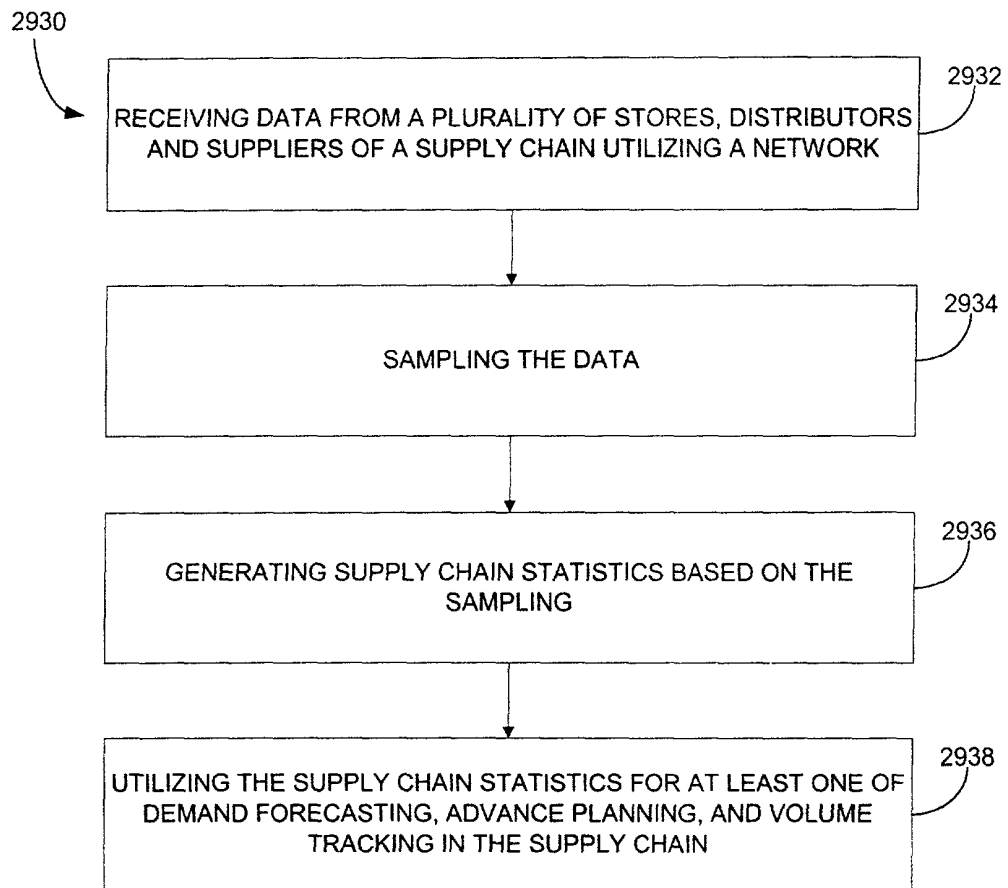 2930
2932
RECEIVING DATA FROM A PLURALITY OF STORES, DISTRIBUTORS
AND SUPPLIERS OF A SUPPLY CHAIN UTILIZING A NETWORK
2934
SAMPLING THE DATA
2936
GENERATING SUPPLY CHAIN STATISTICS BASED ON THE
SAMPLING
2938
UTILIZING THE SUPPLY CHAIN STATISTICS FOR AT LEAST ONE OF
DEMAND FORECASTING, ADVANCE PLANNING, AND VOLUME
TRACKING IN THE SUPPLY CHAIN